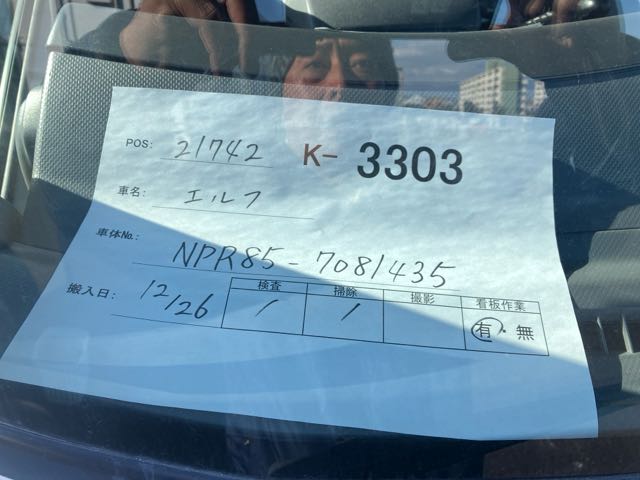 POS: 21742 K- 3303
車名: エルフ
車体No.: NPR85-7081435
搬入日: 12/26
検査 掃除 撮影 看板作業
/ / 有・無